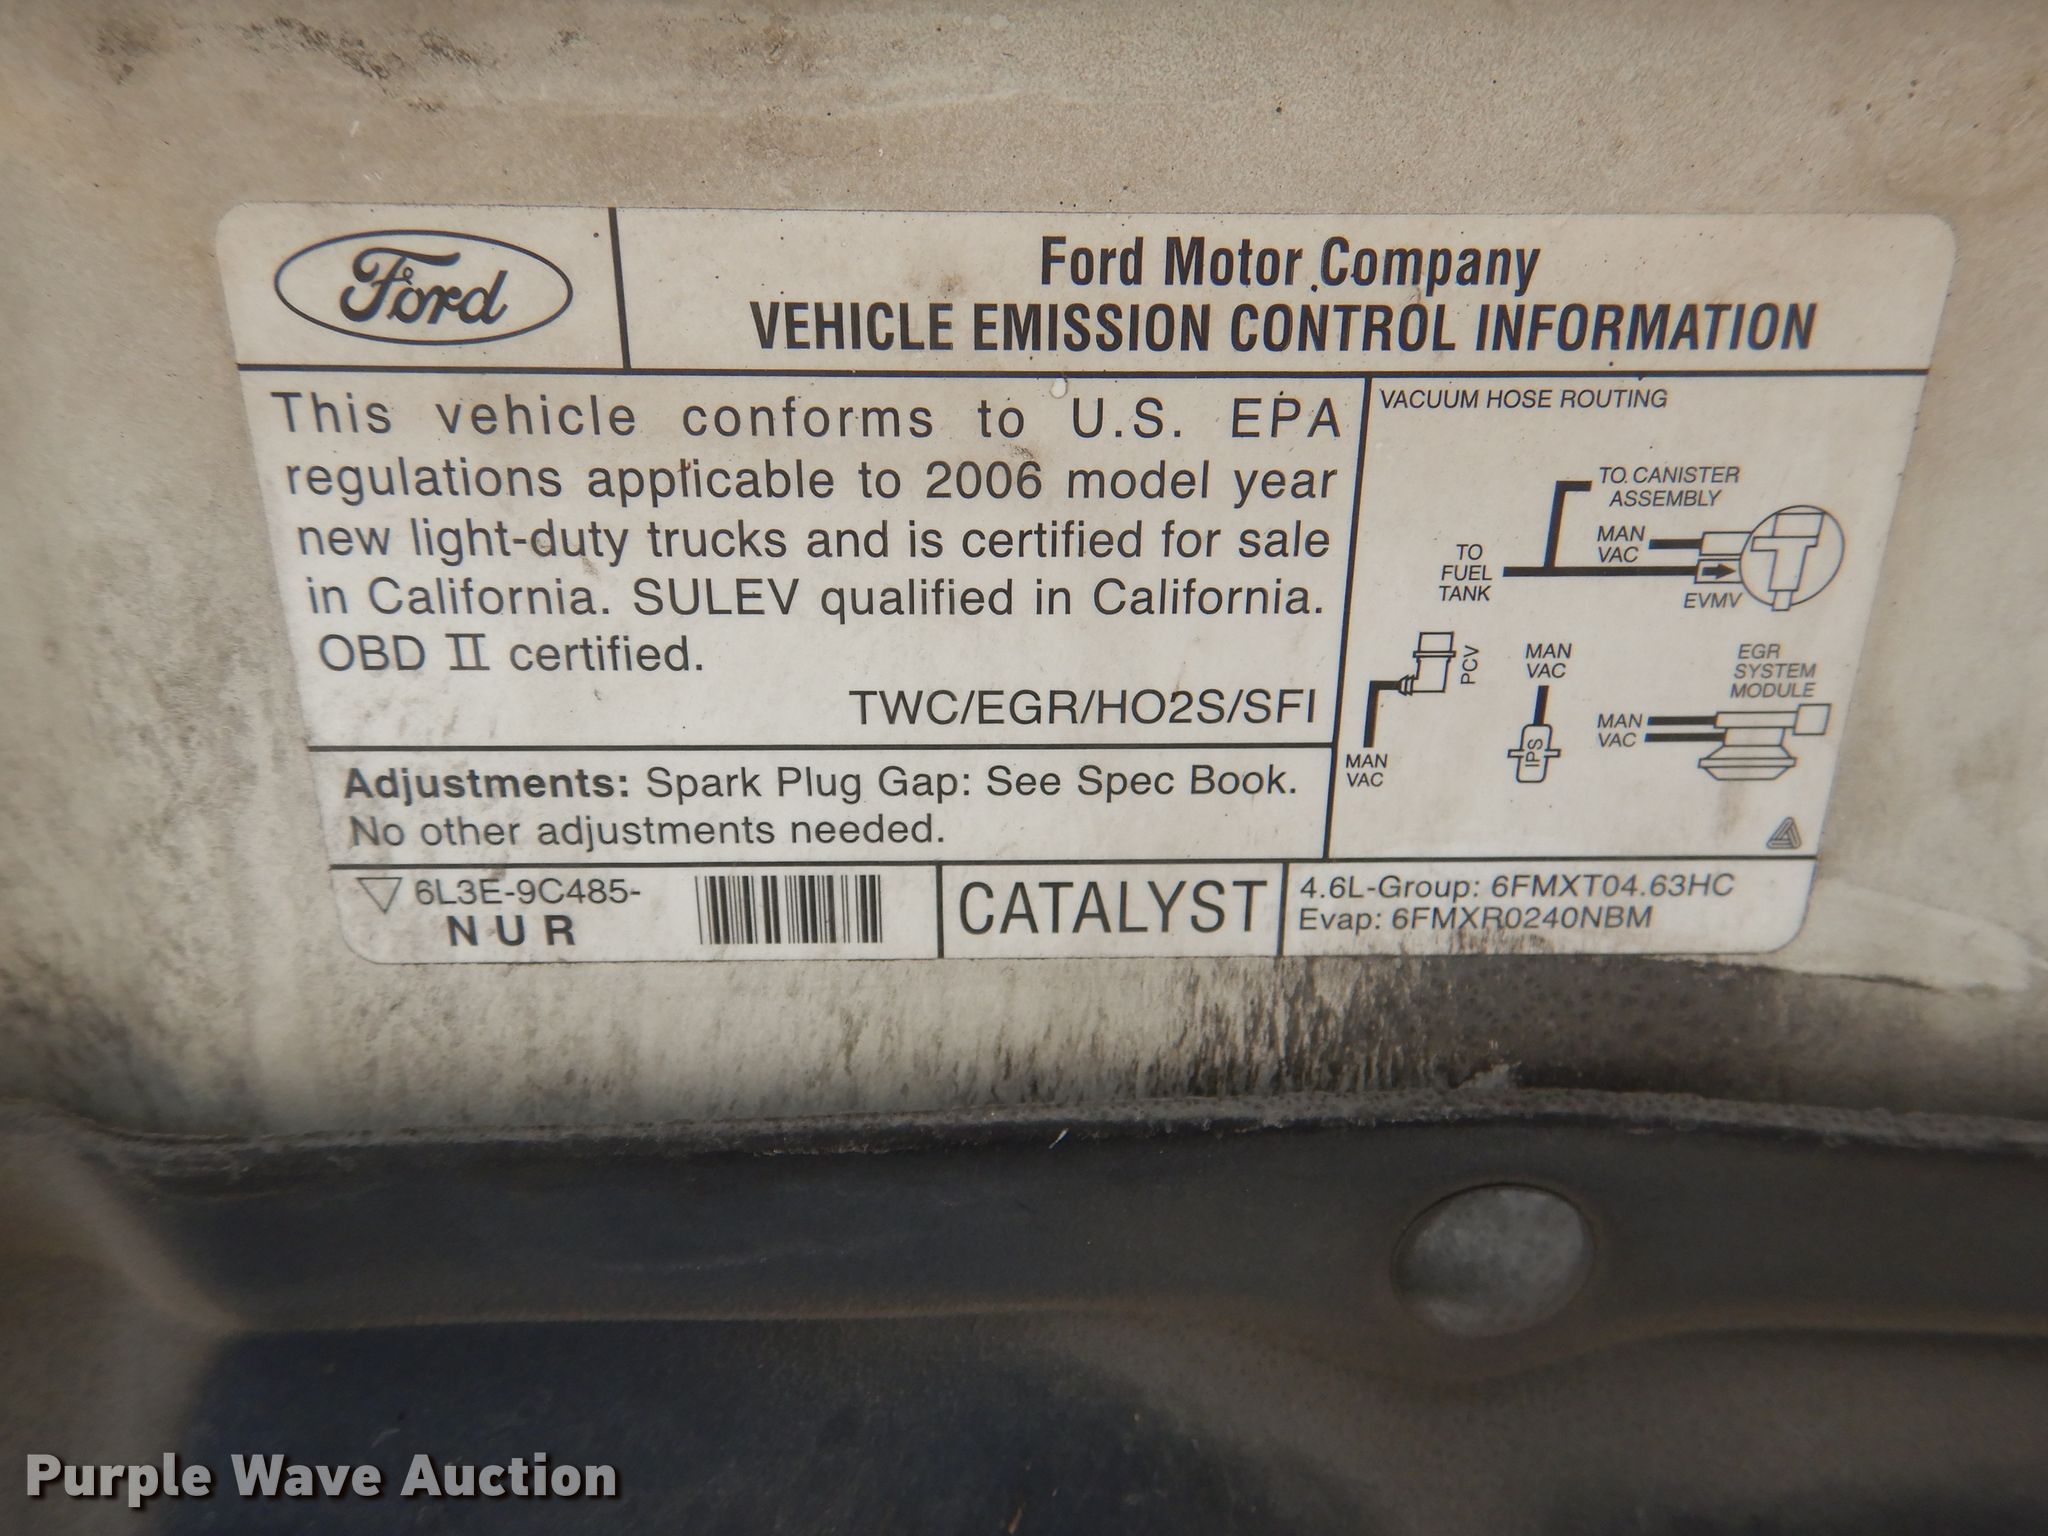 Ford
Ford Motor Company
VEHICLE EMISSION CONTROL INFORMATION
This vehicle conforms to U.S. EPA
regulations applicable to 2006 model year
new light-duty trucks and is certified for sale
in California. SULEV qualified in California.
OBD II certified.
TWC/EGR/HO2S/SFI
Adjustments: Spark Plug Gap: See Spec Book.
No other adjustments needed.
VACUUM HOSE ROUTING
TO CANISTER
ASSEMBLY
MAN
VAC
TO
FUEL
TANK
EVMV
PCV
MAN
VAC
MAN
VAC
IPS
EGR
SYSTEM
MODULE
MAN
VAC
6L3E-9C485-
NUR
CATALYST
4.6L-Group: 6FMXT04.63HC
Evap: 6FMXR0240NBM
Purple Wave Auction